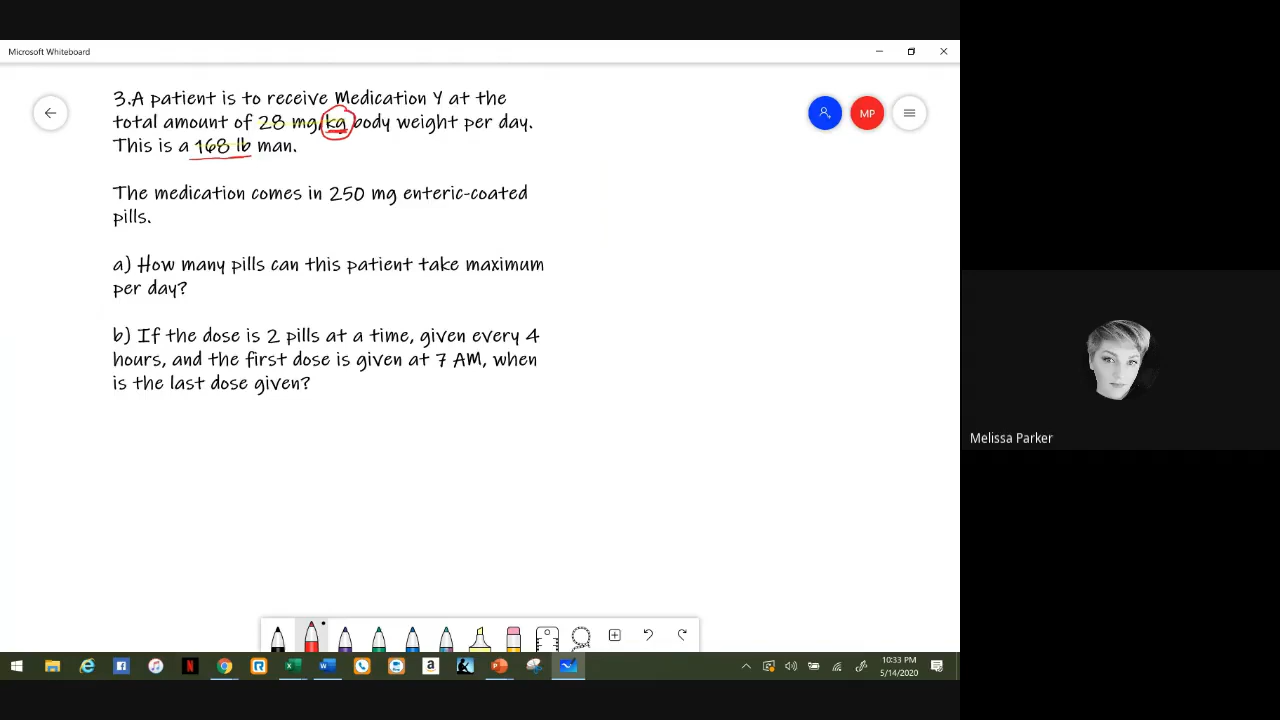 Microsoft Whiteboard
3.A patient is to receive Medication Y at the
total amount of 28 mg/kg body weight per day.
This is a 168 lb man.
The medication comes in 250 mg enteric-coated
pills.
a) How many pills can this patient take maximum
per day?
b) If the dose is 2 pills at a time, given every 4
hours, and the first dose is given at 7 AM, when
is the last dose given?
MP
Melissa Parker
10:33 PM
5/14/2020